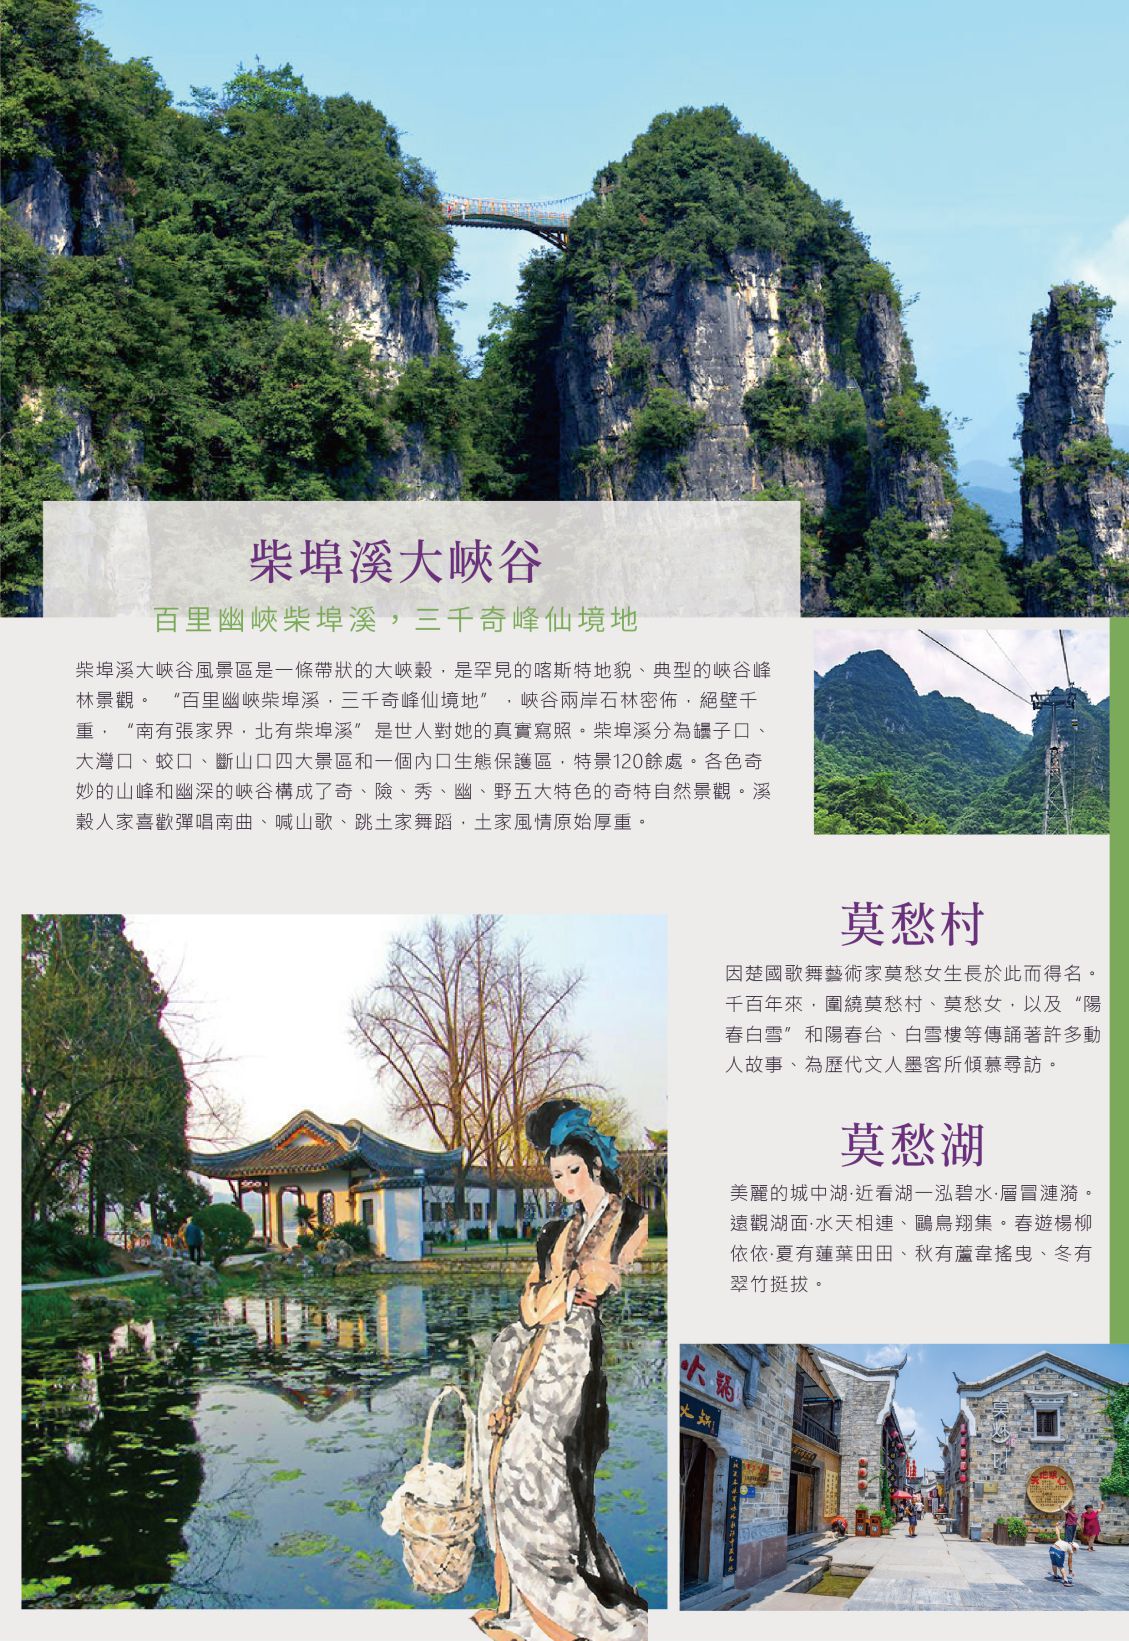 柴埠溪大峽谷
百里幽峽柴埠溪，三千奇峰仙境地
柴埠溪大峽谷風景區是一條帶狀的大峽穀，是罕見的喀斯特地貌、典型的峽谷峰
林景觀。 “百里幽峽柴埠溪，三千奇峰仙境地”，峽谷兩岸石林密佈，絕壁千
重，“南有張家界，北有柴埠溪”是世人對她的真實寫照。柴埠溪分為罎子口、
大灣口、蛟口、斷山口四大景區和一個內口生態保護區，特景120餘處。各色奇
妙的山峰和幽深的峽谷構成了奇、險、秀、幽、野五大特色的奇特自然景觀。溪
穀人家喜歡彈唱南曲、喊山歌、跳土家舞蹈，土家風情原始厚重。
莫愁村
因楚國歌舞藝術家莫愁女生長於此而得名。
千百年來，圍繞莫愁村、莫愁女，以及“陽
春白雪”和陽春台、白雪樓等傳誦著許多動
人故事、為歷代文人墨客所傾慕尋訪。
莫愁湖
美麗的城中湖·近看湖一泓碧水·層冒漣漪。
遠觀湖面·水天相連、鷗鳥翔集。春遊楊柳
依依·夏有蓮葉田田、秋有蘆葦搖曳、冬有
翠竹挺拔。
火鍋
火鍋
莫愁村